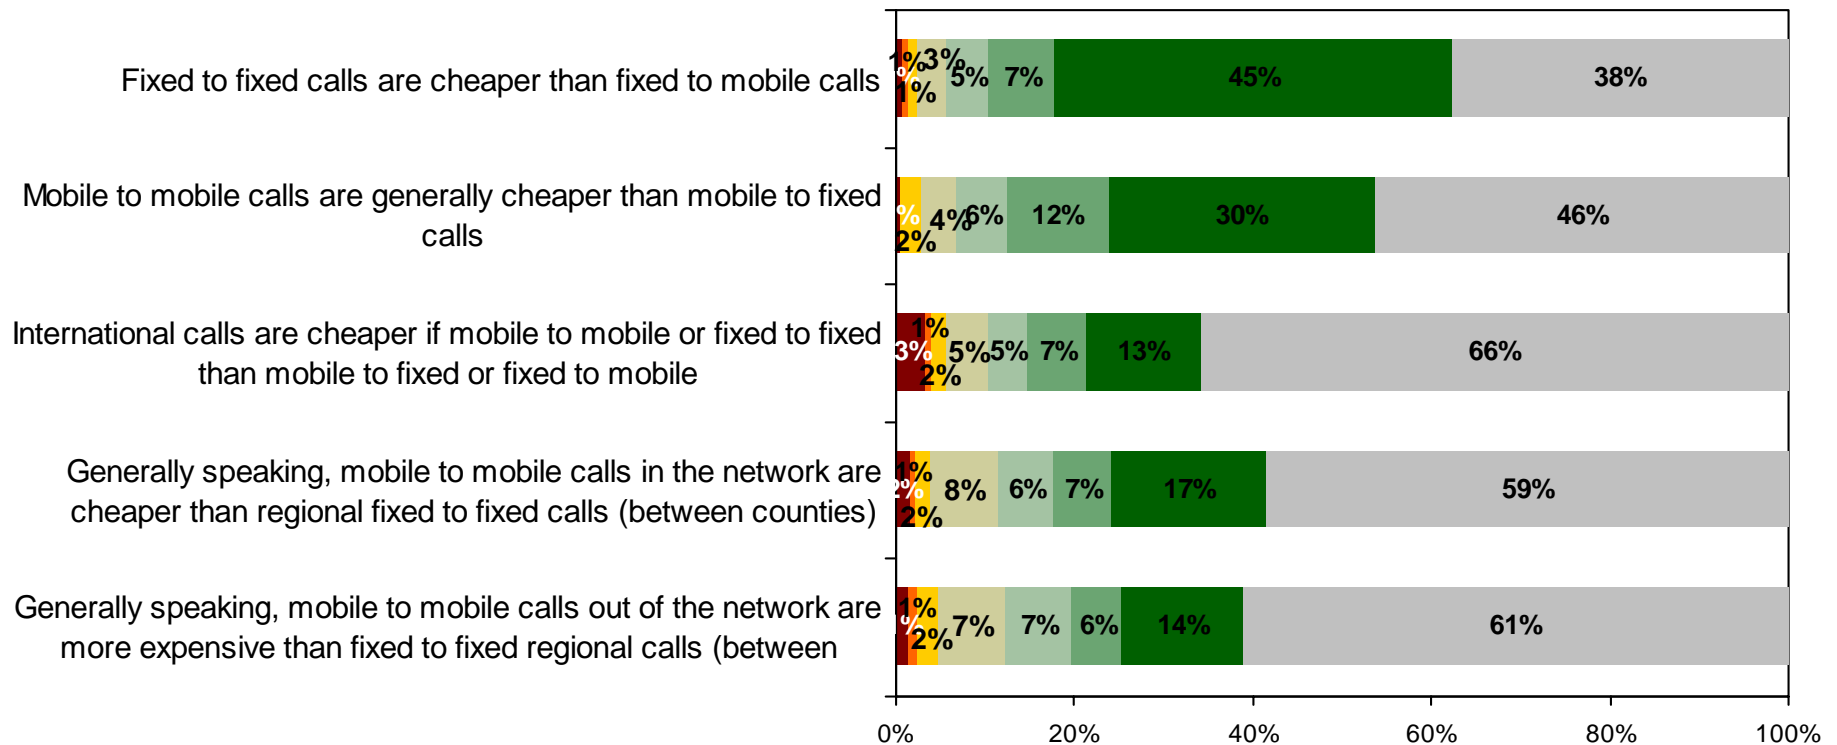 Fixed to fixed calls are cheaper than fixed to mobile calls
1% 3% % 1% 5% 7% 45% 38%
Mobile to mobile calls are generally cheaper than mobile to fixed
calls
% 2% 4% 6% 12% 30% 46%
International calls are cheaper if mobile to mobile or fixed to fixed
than mobile to fixed or fixed to mobile
3% 1% 2% 5% 5% 7% 13% 66%
Generally speaking, mobile to mobile calls in the network are
cheaper than regional fixed to fixed calls (between counties)
2% 1% 2% 8% 6% 7% 17% 59%
Generally speaking, mobile to mobile calls out of the network are
more expensive than fixed to fixed regional calls (between
% 1% 2% 7% 7% 6% 14% 61%
0% 20% 40% 60% 80% 100%